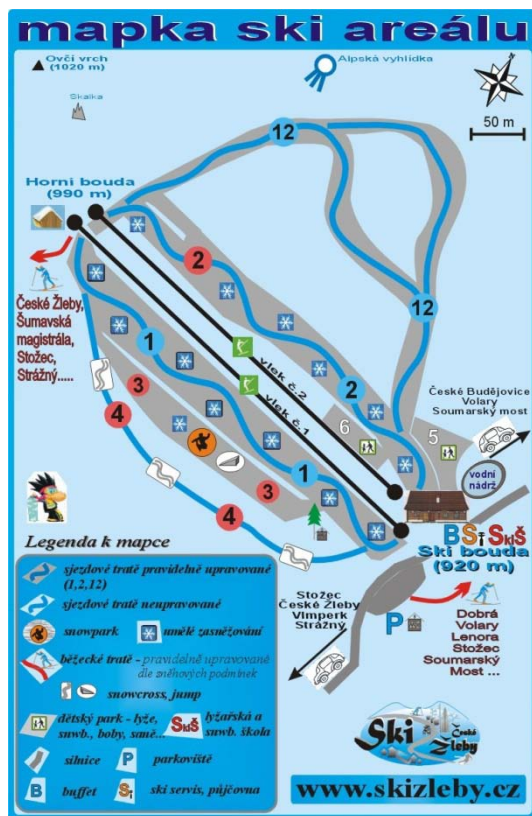 mapka ski areálu
Ovčí vrch
(1020 m)
Alpská vyhlídka
N
Skalka
50 m
12
Horní bouda
(990 m)
2
České Žleby,
Šumavská
magistrála,
Stožec,
Strážný.....
1
12
vlek č.2
vlek č.1
3
2
4
České Budějovice
Volary
Soumarský most
6
5
vodní
nádrž
3
1
4
B Si SkiŠ
Ski bouda
(920 m)
Legenda k mapce
sjezdové tratě pravidelně upravované
(1,2,12)
sjezdové tratě neupravované
snowpark
umělé zasněžování
běžecké tratě - pravidelně upravované
dle sněhových podmínek
snowcross, jump
dětský park - lyže,
snwb., boby, saně...
SkiŠ
lyžařská a
snwb. škola
silnice
P
parkoviště
B
buffet
Si
ski servis, půjčovna
Stožec
České Žleby
Vimperk
Strážný
P
Dobrá
Volary
Lenora
Stožec
Soumarský
Most ...
Ski
České
Žleby
www.skizleby.cz